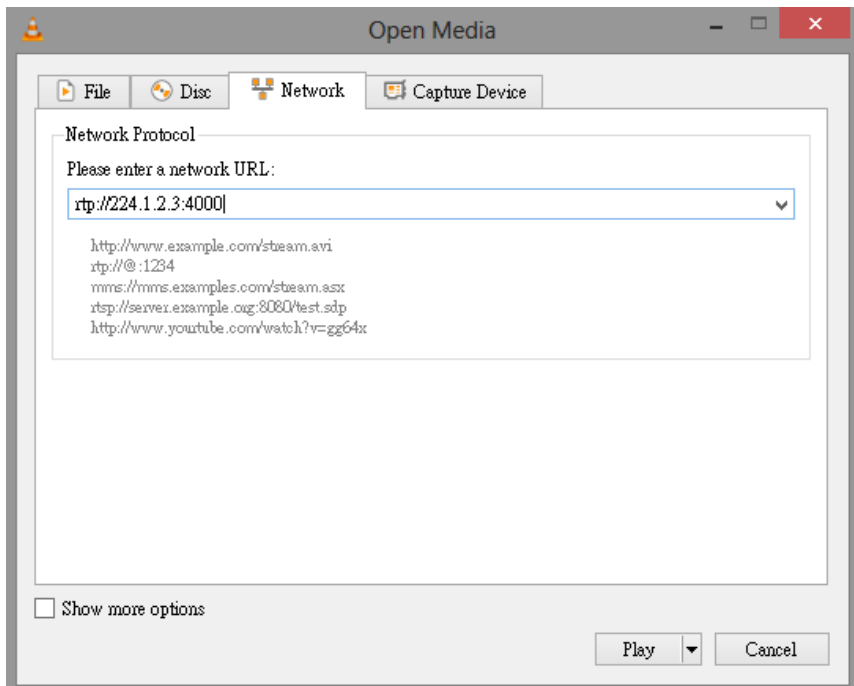 Open Media
File Disc Network Capture Device
Network Protocol
Please enter a network URL:
rtp://224.1.2.3:4000
http://www.example.com/stream.avi
rtp://@:1234
mms://mms.examples.com/stream.asx
rtsp://server.example.org:8080/test.sdp
http://www.yourtube.com/watch?v=gg64x
Show more options
Play Cancel